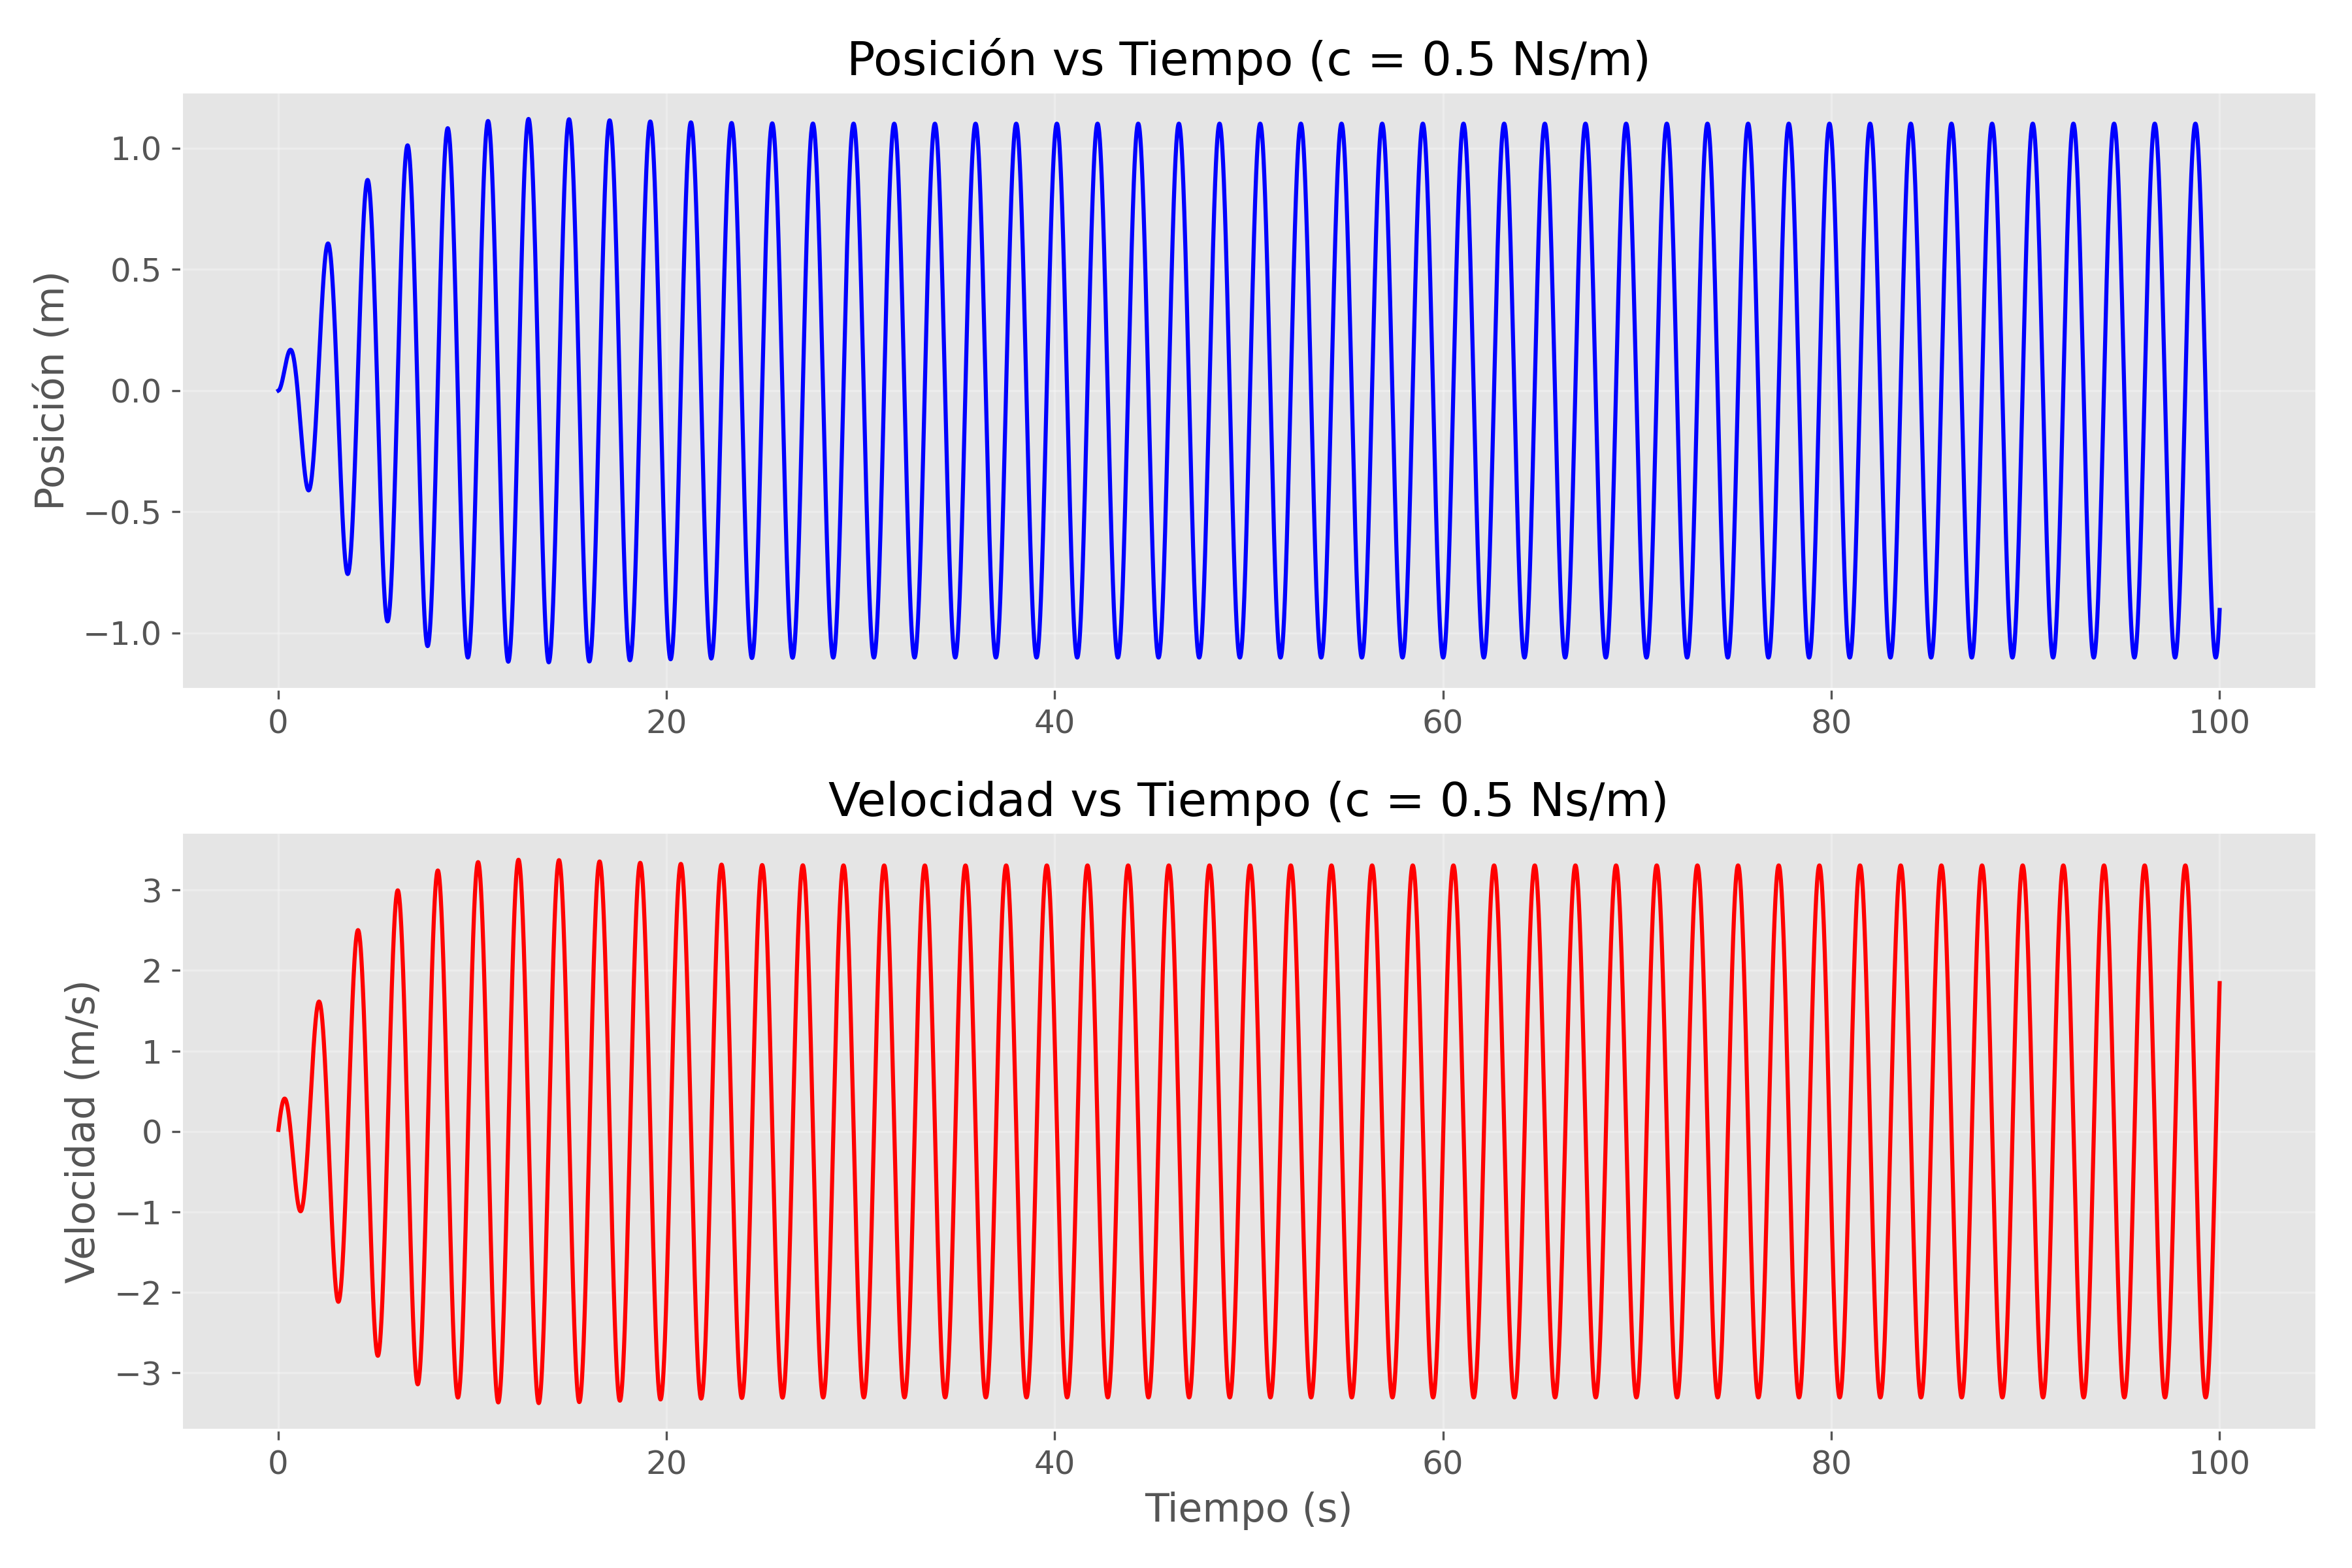 Posición vs Tiempo (c = 0.5 Ns/m)
Posición (m)
1.0
0.5
0.0
−0.5
−1.0
0 20 40 60 80 100
Velocidad vs Tiempo (c = 0.5 Ns/m)
Velocidad (m/s)
3
2
1
0
−1
−2
−3
0 20 40 60 80 100
Tiempo (s)